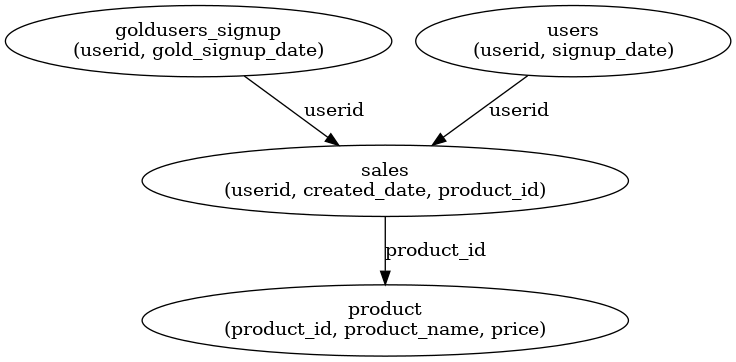 goldusers_signup
(userid, gold_signup_date)
users
(userid, signup_date)
userid
userid
sales
(userid, created_date, product_id)
product_id
product
(product_id, product_name, price)